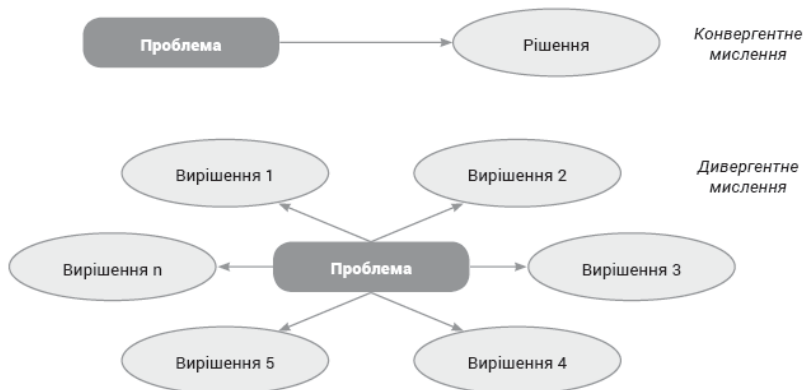 Проблема
Рішення
Конвергентне
мислення
Вирішення 1
Вирішення 2
Дивергентне
мислення
Вирішення n
Проблема
Вирішення 3
Вирішення 5
Вирішення 4